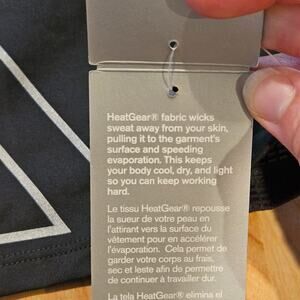 HeatGear® fabric wicks
sweat away from your skin,
pulling it to the garment's
surface and speeding
evaporation. This keeps
your body cool, dry, and light
so you can keep working
hard.
Le tissu HeatGear® repousse
la sueur de votre peau en
l'attirant vers la surface du
vêtement pour en accélérer
l'évaporation. Cela permet de
garder votre corps au frais,
sec et leste afin de permettre
de continuer à travailler dur.
La tela HeatGear® elimina el